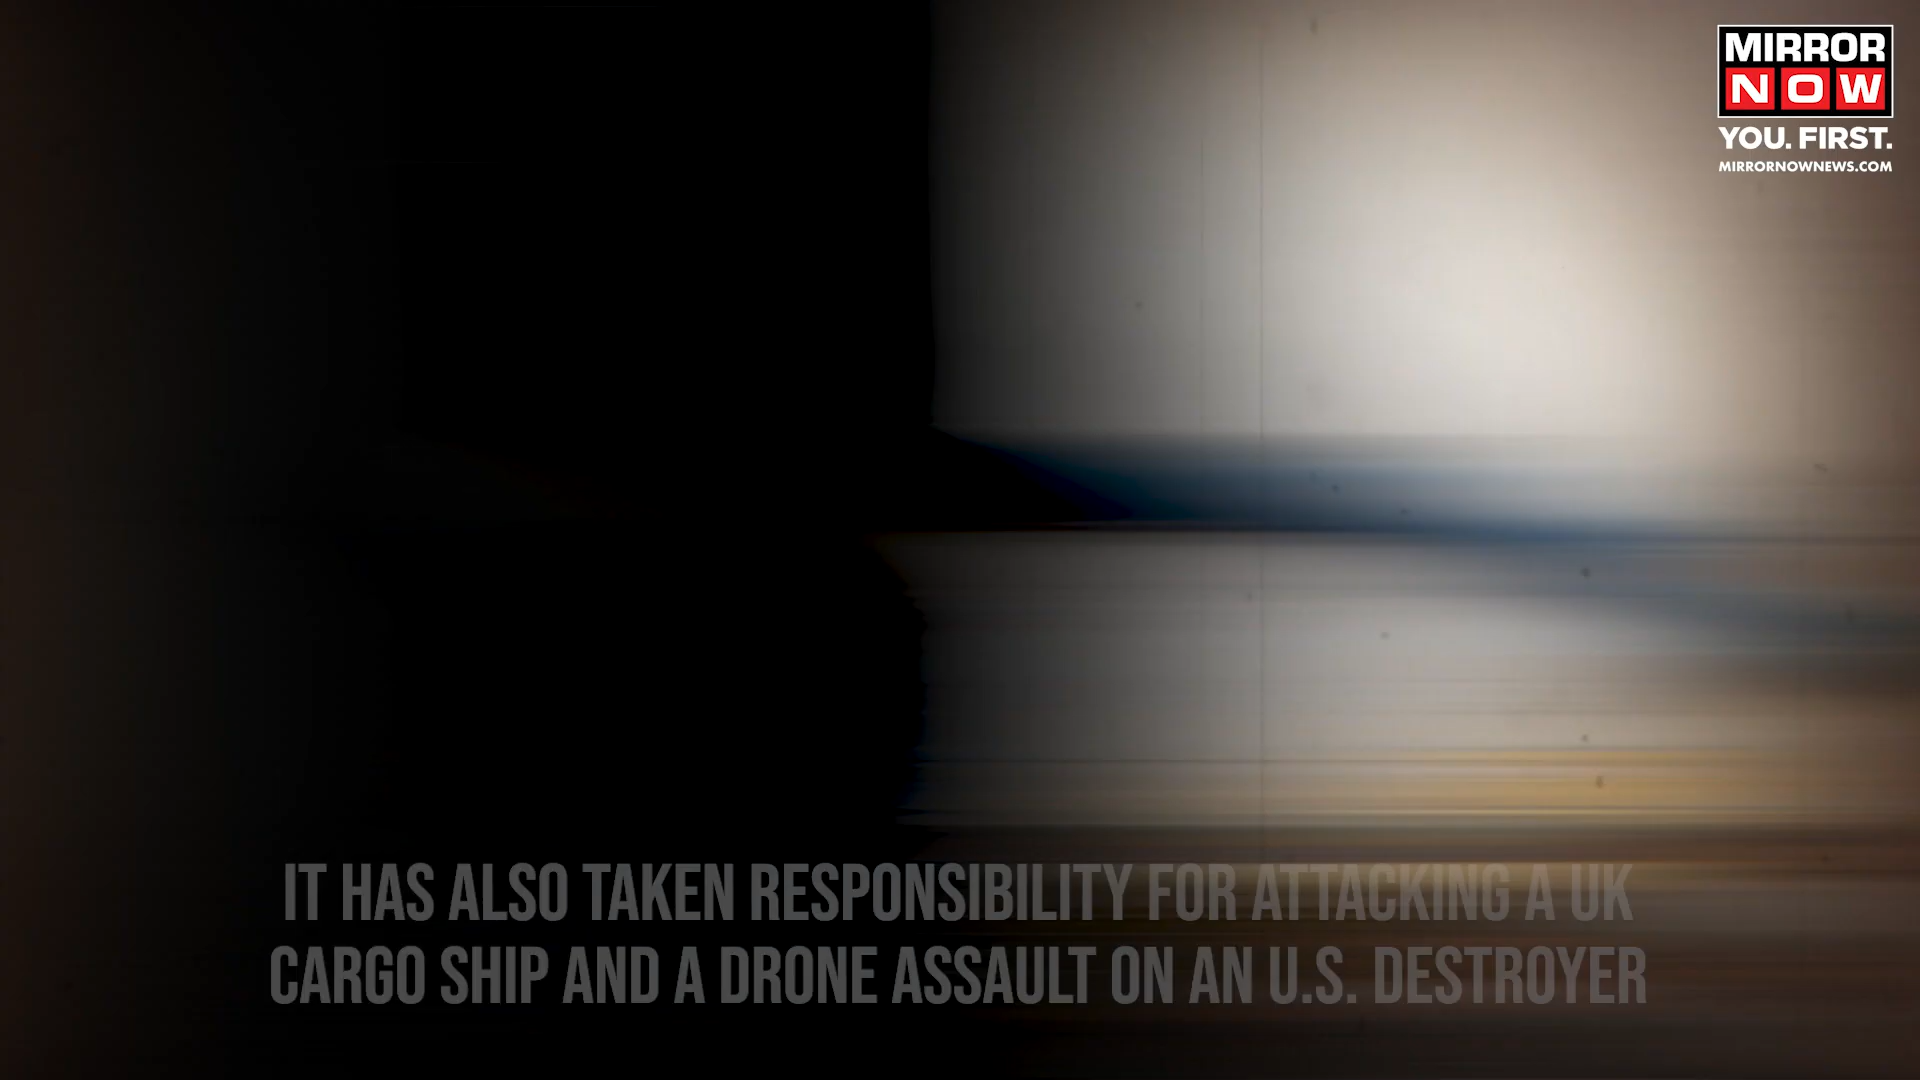 MIRROR
NOW
YOU. FIRST.
MIRRORNOWNEWS.COM
IT HAS ALSO TAKEN RESPONSIBILITY FOR ATTACKING A UK
CARGO SHIP AND A DRONE ASSAULT ON AN U.S. DESTROYER